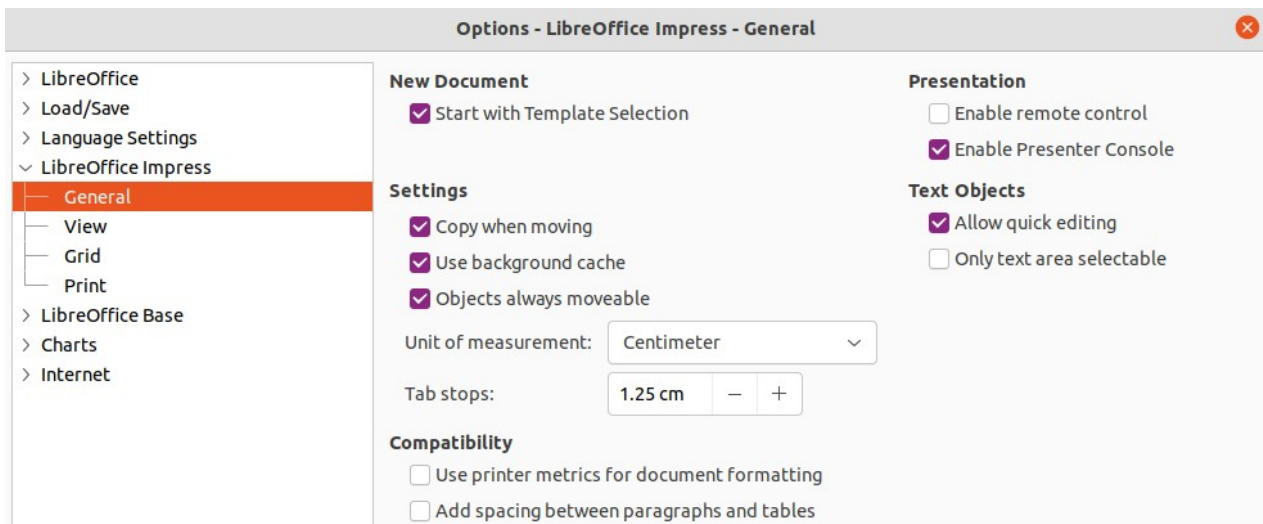 Options - LibreOffice Impress - General
LibreOffice
Load/Save
Language Settings
LibreOffice Impress
General
View
Grid
Print
LibreOffice Base
Charts
Internet
New Document
Start with Template Selection
Settings
Copy when moving
Use background cache
Objects always moveable
Unit of measurement: Centimeter
Tab stops: 1.25 cm
Compatibility
Use printer metrics for document formatting
Add spacing between paragraphs and tables
Presentation
Enable remote control
Enable Presenter Console
Text Objects
Allow quick editing
Only text area selectable